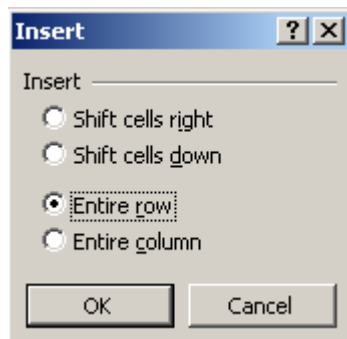 Insert
Insert
Shift cells right
Shift cells down
Entire row
Entire column
OK Cancel